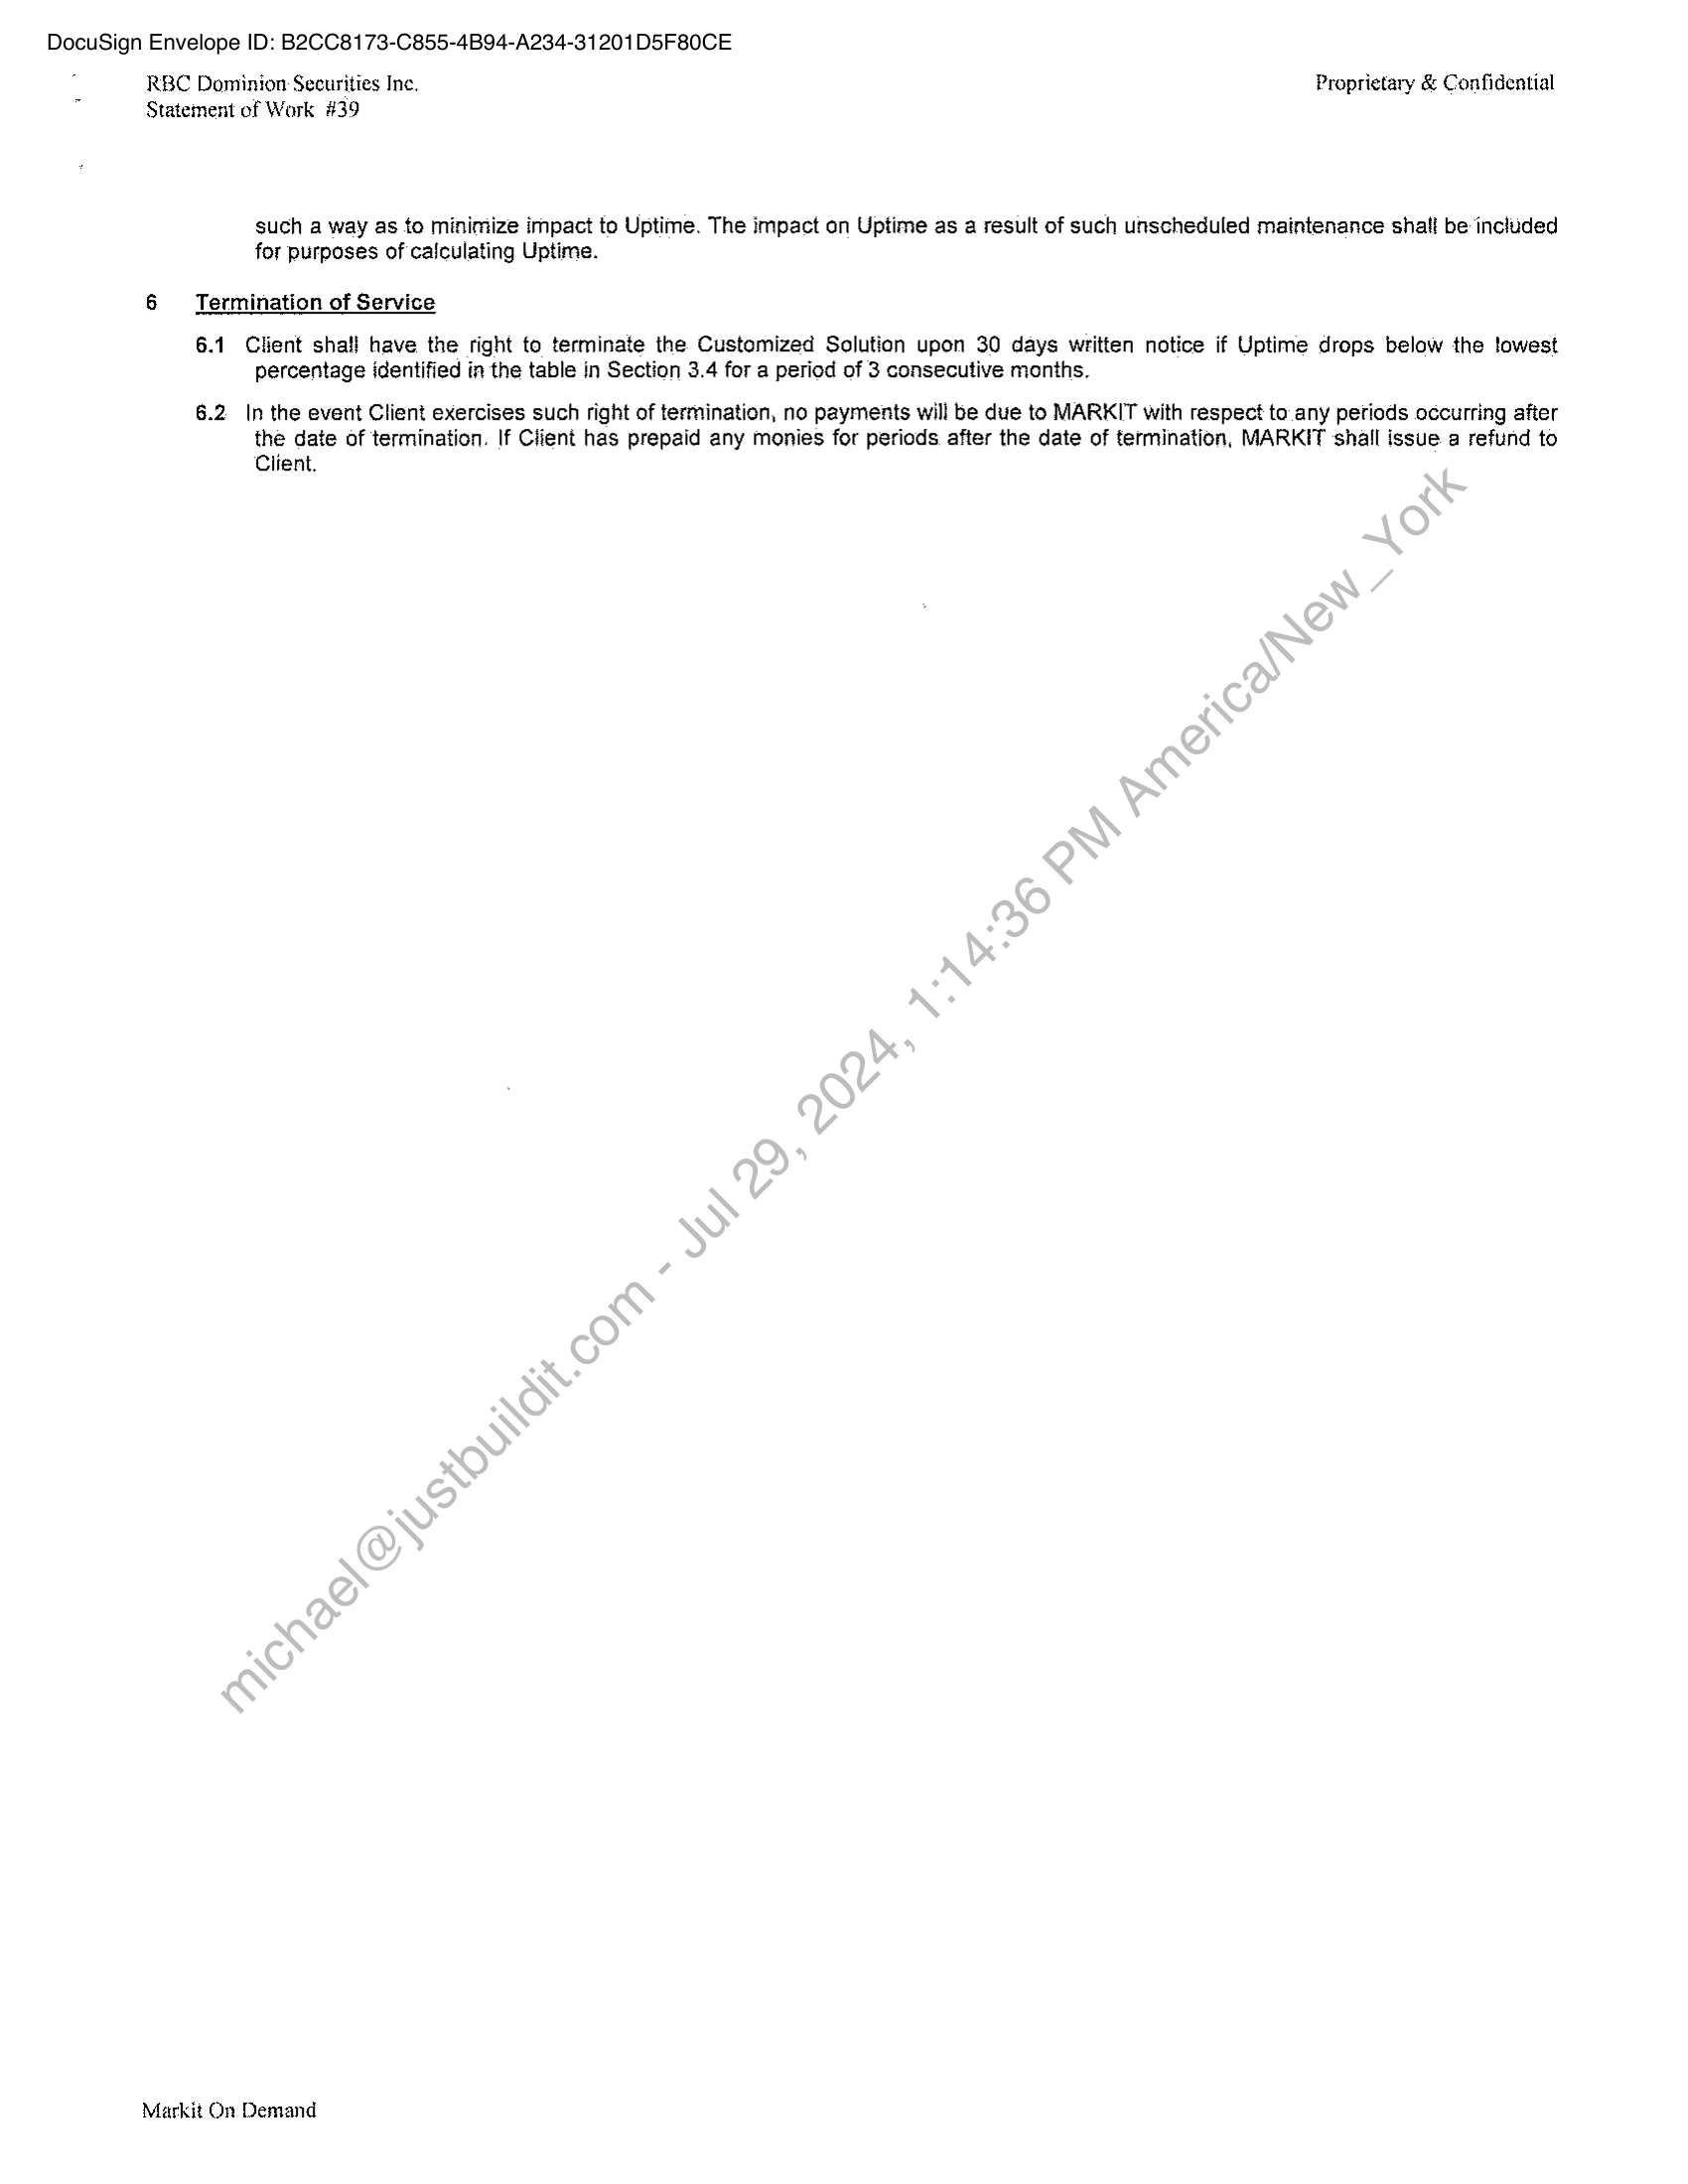 DocuSign Envelope ID: B2CC8173-C855-4B94-A234-31201D5F80CE
RBC Dominion Securities Inc.
Proprietary & Confidential
Statement of Work #39
such a way as to minimize impact to Uptime. The impact on Uptime as a result of such unscheduled maintenance shall be included
for purposes of calculating Uptime.
6 Termination of Service
6.1 Client shall have the right to terminate the Customized Solution upon 30 days written notice if Uptime drops below the lowest
percentage identified in the table in Section 3.4 for a period of 3 consecutive months.
6.2 In the event Client exercises such right of termination, no payments will be due to MARKIT with respect to any periods occurring after
the date of termination. If Client has prepaid any monies for periods after the date of termination, MARKIT shall issue a refund to
Client.
michael@justbuildit.com - Jul 29, 2024, 1:14:36 PM America/New_York
Markit On Demand